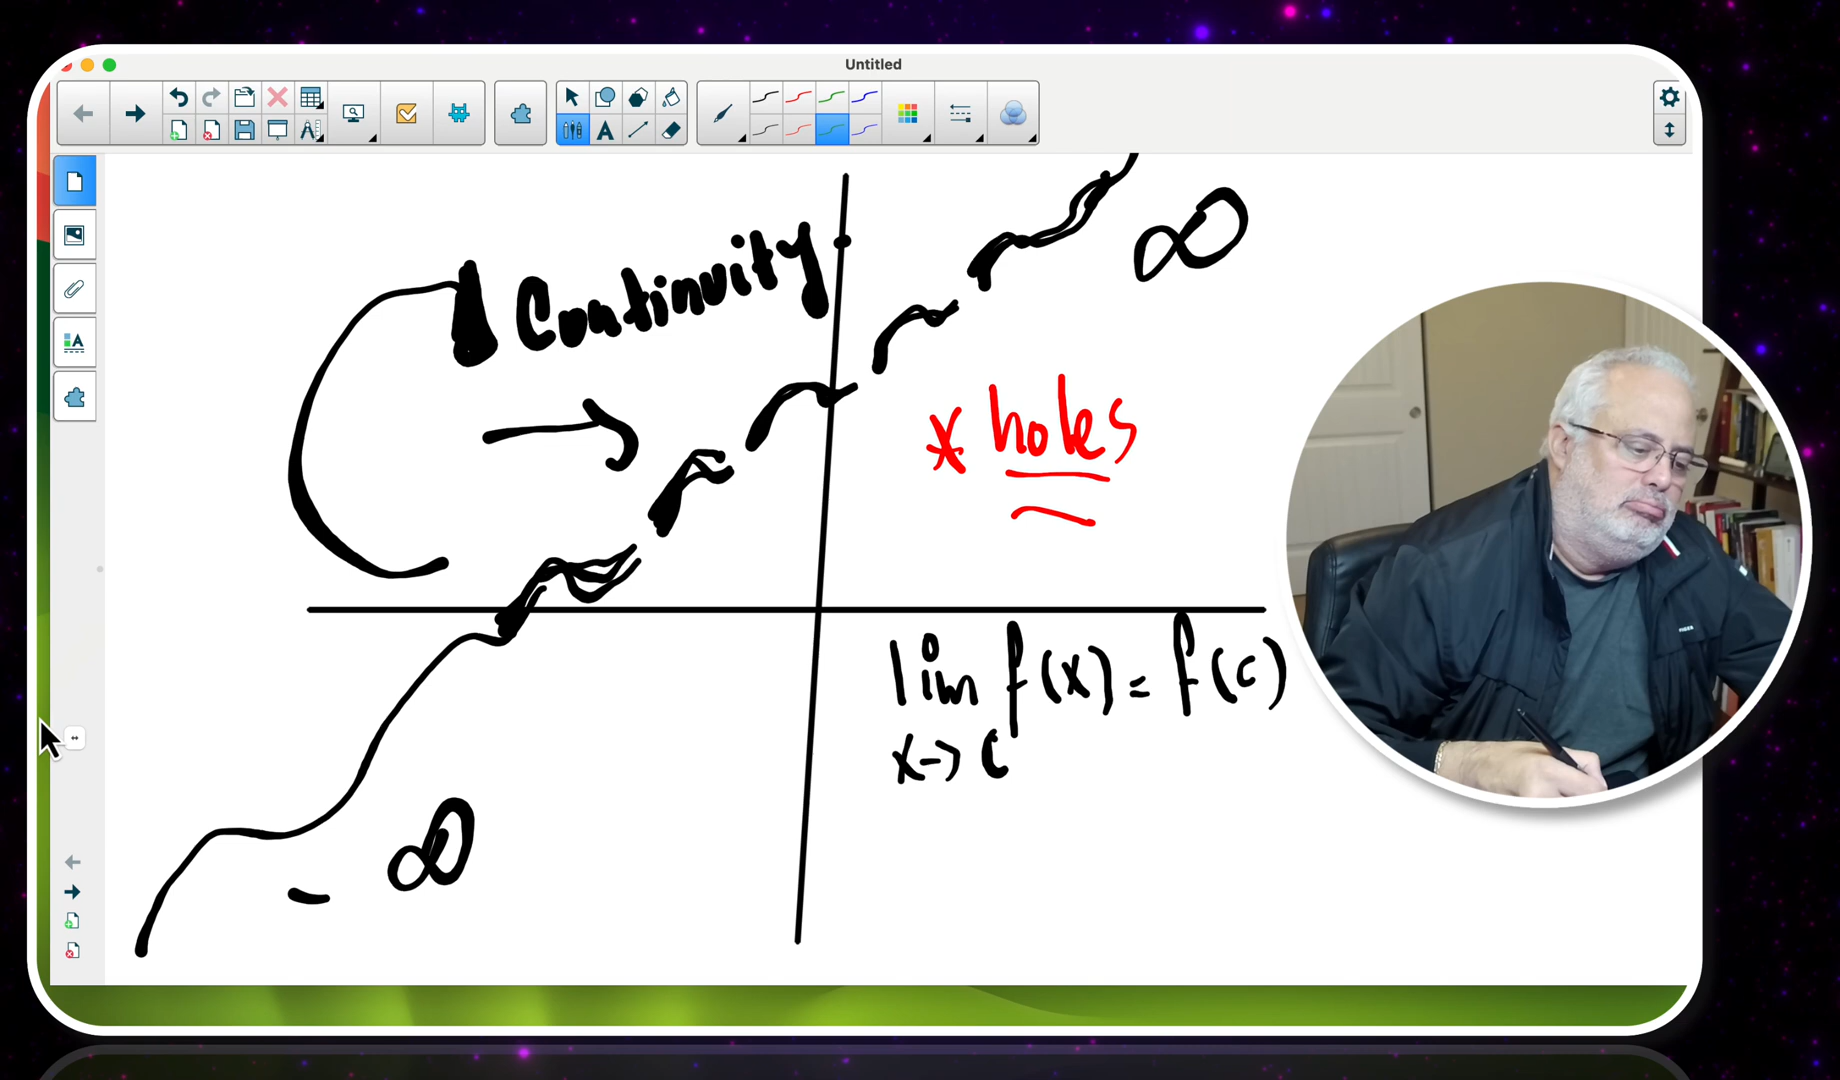 Untitled
Continuity
∞
* holes
lim f(x) = f(c)
x→c
- ∞